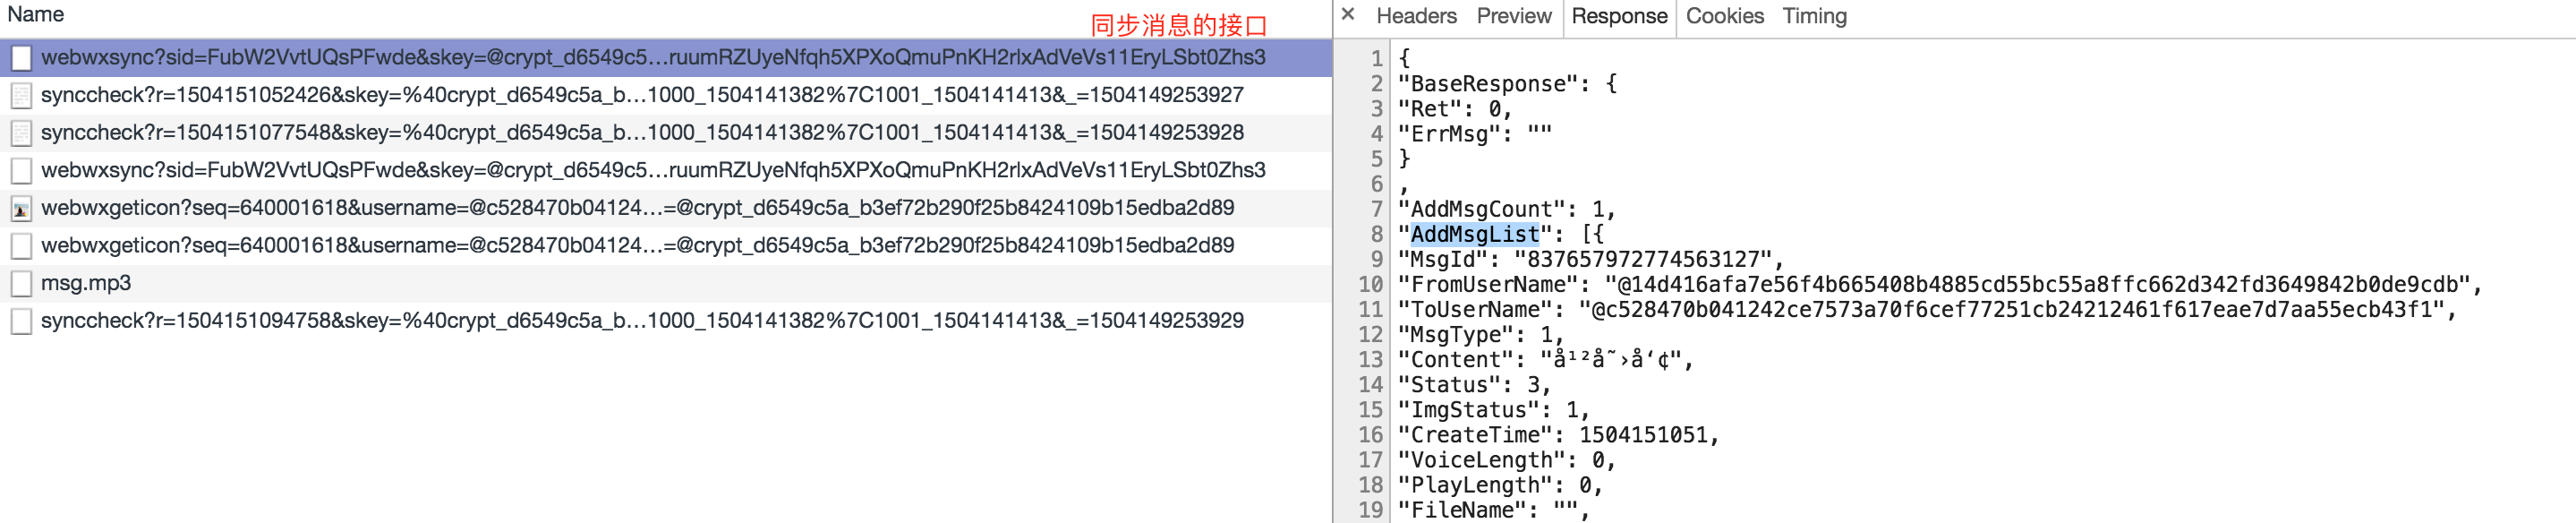 Name
同步消息的接口
webwxsync?sid=FubW2VvtUQsPFwde&skey=@crypt_d6549c5…ruumRZUyeNfqh5XPXoQmuPnKH2rlxAdVeVs11EryLSbt0Zhs3
synccheck?r=1504151052426&skey=%40crypt_d6549c5a_b…1000_1504141382%7C1001_1504141413&_=1504149253927
synccheck?r=1504151077548&skey=%40crypt_d6549c5a_b…1000_1504141382%7C1001_1504141413&_=1504149253928
webwxsync?sid=FubW2VvtUQsPFwde&skey=@crypt_d6549c5…ruumRZUyeNfqh5XPXoQmuPnKH2rlxAdVeVs11EryLSbt0Zhs3
webwxgeticon?seq=640001618&username=@c528470b04124…=@crypt_d6549c5a_b3ef72b290f25b8424109b15edba2d89
webwxgeticon?seq=640001618&username=@c528470b04124…=@crypt_d6549c5a_b3ef72b290f25b8424109b15edba2d89
msg.mp3
synccheck?r=1504151094758&skey=%40crypt_d6549c5a_b…1000_1504141382%7C1001_1504141413&_=1504149253929
× Headers Preview Response Cookies Timing
1 {
2 "BaseResponse": {
3 "Ret": 0,
4 "ErrMsg": ""
5 }
6 ,
7 "AddMsgCount": 1,
8 "AddMsgList": [{
9 "MsgId": "837657972774563127",
10 "FromUserName": "@14d416afa7e56f4b665408b4885cd55bc55a8ffc662d342fd3649842b0de9cdb",
11 "ToUserName": "@c528470b041242ce7573a70f6cef77251cb24212461f617eae7d7aa55ecb43f1",
12 "MsgType": 1,
13 "Content": "å¹²å˜›å‘¢",
14 "Status": 3,
15 "ImgStatus": 1,
16 "CreateTime": 1504151051,
17 "VoiceLength": 0,
18 "PlayLength": 0,
19 "FileName": "",